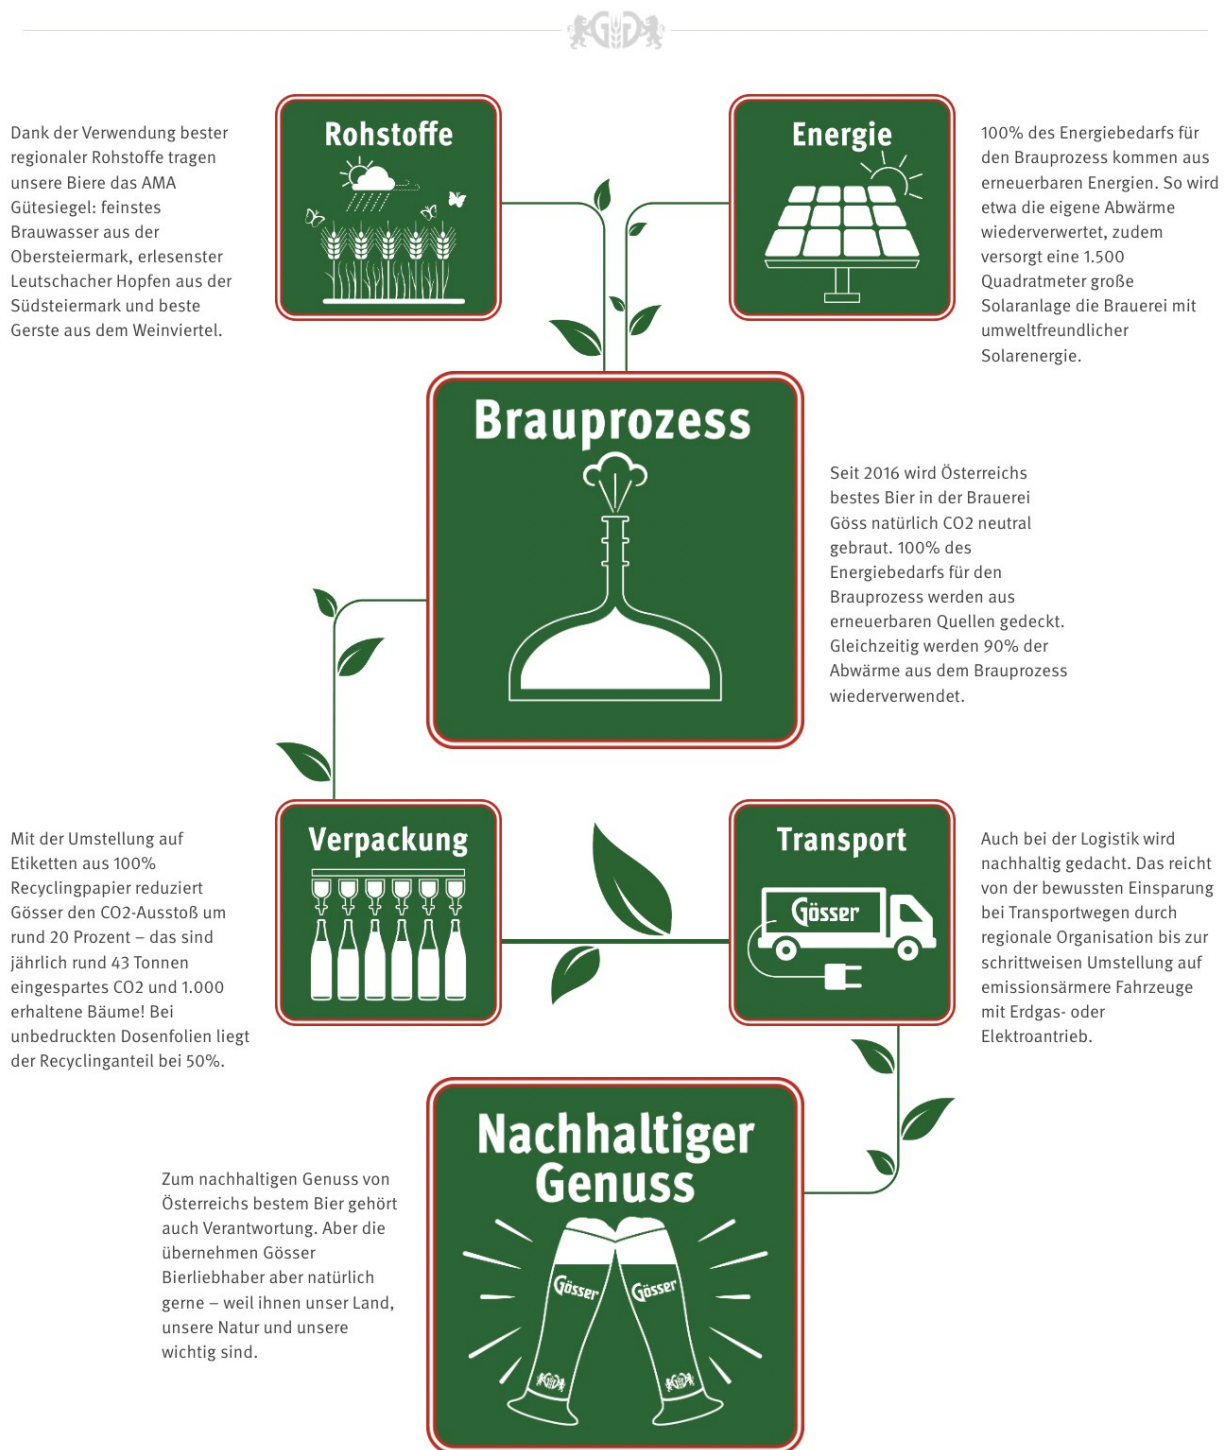 Rohstoffe
Dank der Verwendung bester
regionaler Rohstoffe tragen
unsere Biere das AMA
Gütesiegel: feinstes
Brauwasser aus der
Obersteiermark, erlesenster
Leutschacher Hopfen aus der
Südsteiermark und beste
Gerste aus dem Weinviertel.
Energie
100% des Energiebedarfs für
den Brauprozess kommen aus
erneuerbaren Energien. So wird
etwa die eigene Abwärme
wiederverwertet, zudem
versorgt eine 1.500
Quadratmeter große
Solaranlage die Brauerei mit
umweltfreundlicher
Solarenergie.
Brauprozess
Seit 2016 wird Österreichs
bestes Bier in der Brauerei
Göss natürlich CO2 neutral
gebraut. 100% des
Energiebedarfs für den
Brauprozess werden aus
erneuerbaren Quellen gedeckt.
Gleichzeitig werden 90% der
Abwärme aus dem Brauprozess
wiederverwendet.
Verpackung
Mit der Umstellung auf
Etiketten aus 100%
Recyclingpapier reduziert
Gösser den CO2-Ausstoß um
rund 20 Prozent – das sind
jährlich rund 43 Tonnen
eingespartes CO2 und 1.000
erhaltene Bäume! Bei
unbedruckten Dosenfolien liegt
der Recyclinganteil bei 50%.
Transport
Gösser
Auch bei der Logistik wird
nachhaltig gedacht. Das reicht
von der bewussten Einsparung
bei Transportwegen durch
regionale Organisation bis zur
schrittweisen Umstellung auf
emissionsärmere Fahrzeuge
mit Erdgas- oder
Elektroantrieb.
Nachhaltiger
Genuss
Gösser
Gösser
Zum nachhaltigen Genuss von
Österreichs bestem Bier gehört
auch Verantwortung. Aber die
übernehmen Gösser
Bierliebhaber aber natürlich
gerne – weil ihnen unser Land,
unsere Natur und unsere
wichtig sind.